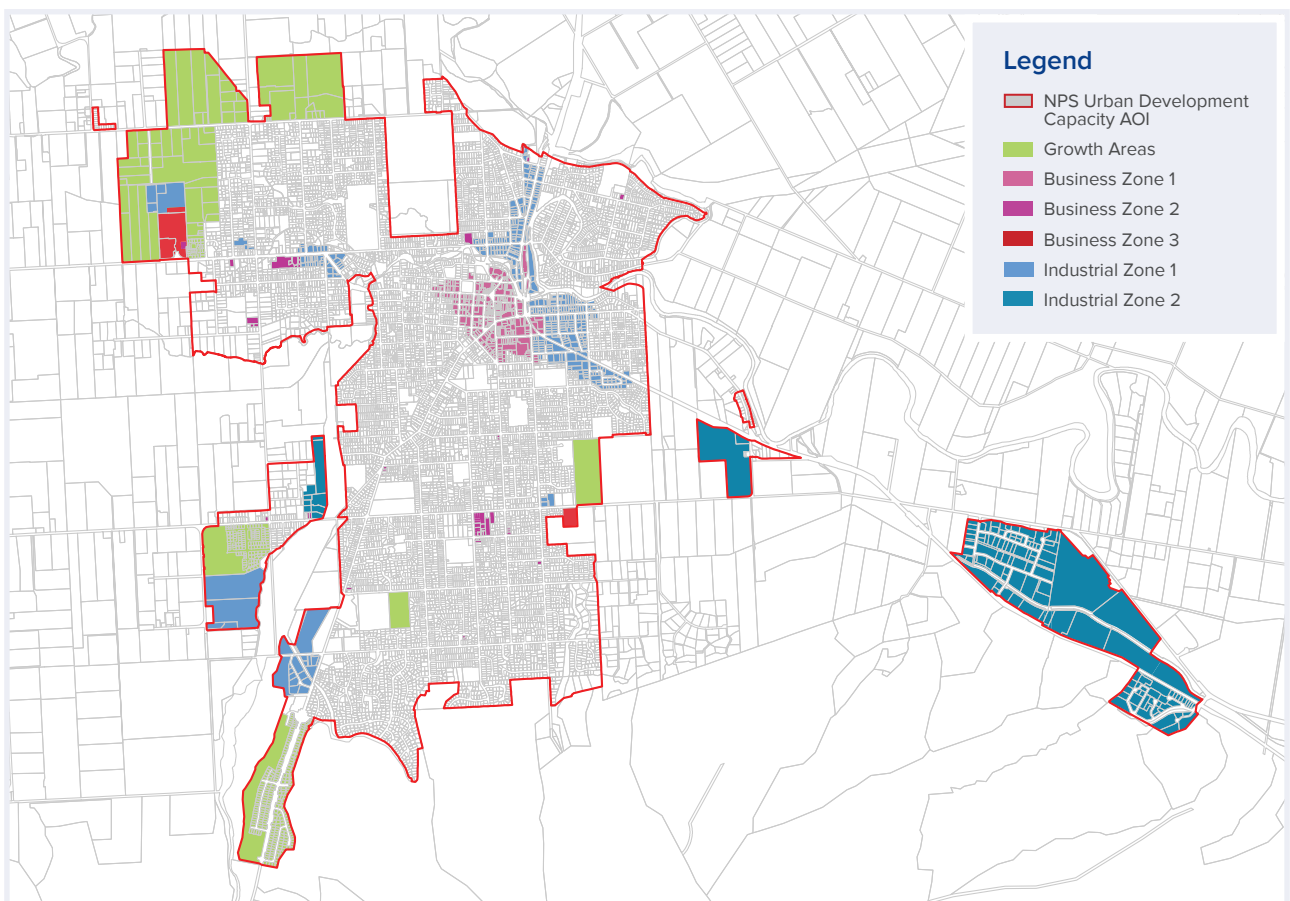 Legend
NPS Urban Development
Capacity AOI
Growth Areas
Business Zone 1
Business Zone 2
Business Zone 3
Industrial Zone 1
Industrial Zone 2